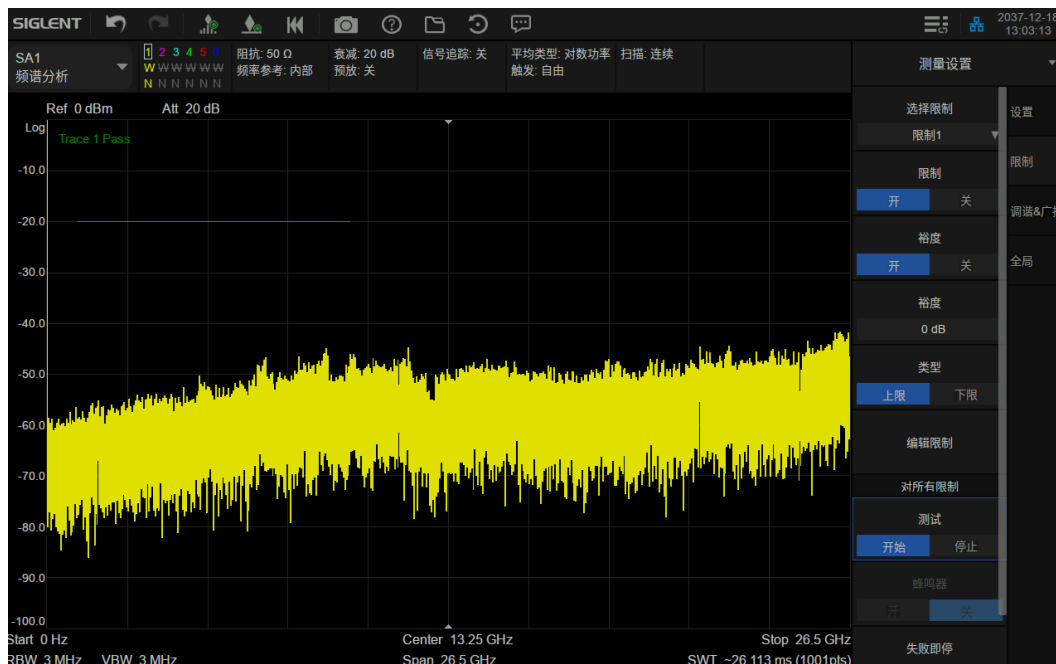 SIGLENT
2037-12-18
13:03:13
SA1
频谱分析
1 2 3 4 5 6
W W W W W W
N N N N N N
阻抗: 50 Ω
频率参考: 内部
衰减: 20 dB
预放: 关
信号追踪: 关
平均类型: 对数功率
触发: 自由
扫描: 连续
测量设置
Ref 0 dBm
Att 20 dB
Log
Trace 1 Pass
-10.0
-20.0
-30.0
-40.0
-50.0
-60.0
-70.0
-80.0
-90.0
-100.0
Start 0 Hz
Center 13.25 GHz
Stop 26.5 GHz
RBW 3 MHz
VBW 3 MHz
Span 26.5 GHz
SWT ~26.113 ms (1001pts)
选择限制
限制1
限制
开 关
裕度
开 关
裕度
0 dB
类型
上限 下限
编辑限制
对所有限制
测试
开始 停止
蜂鸣器
开 关
失败即停
设置
限制
调谐&广
全局